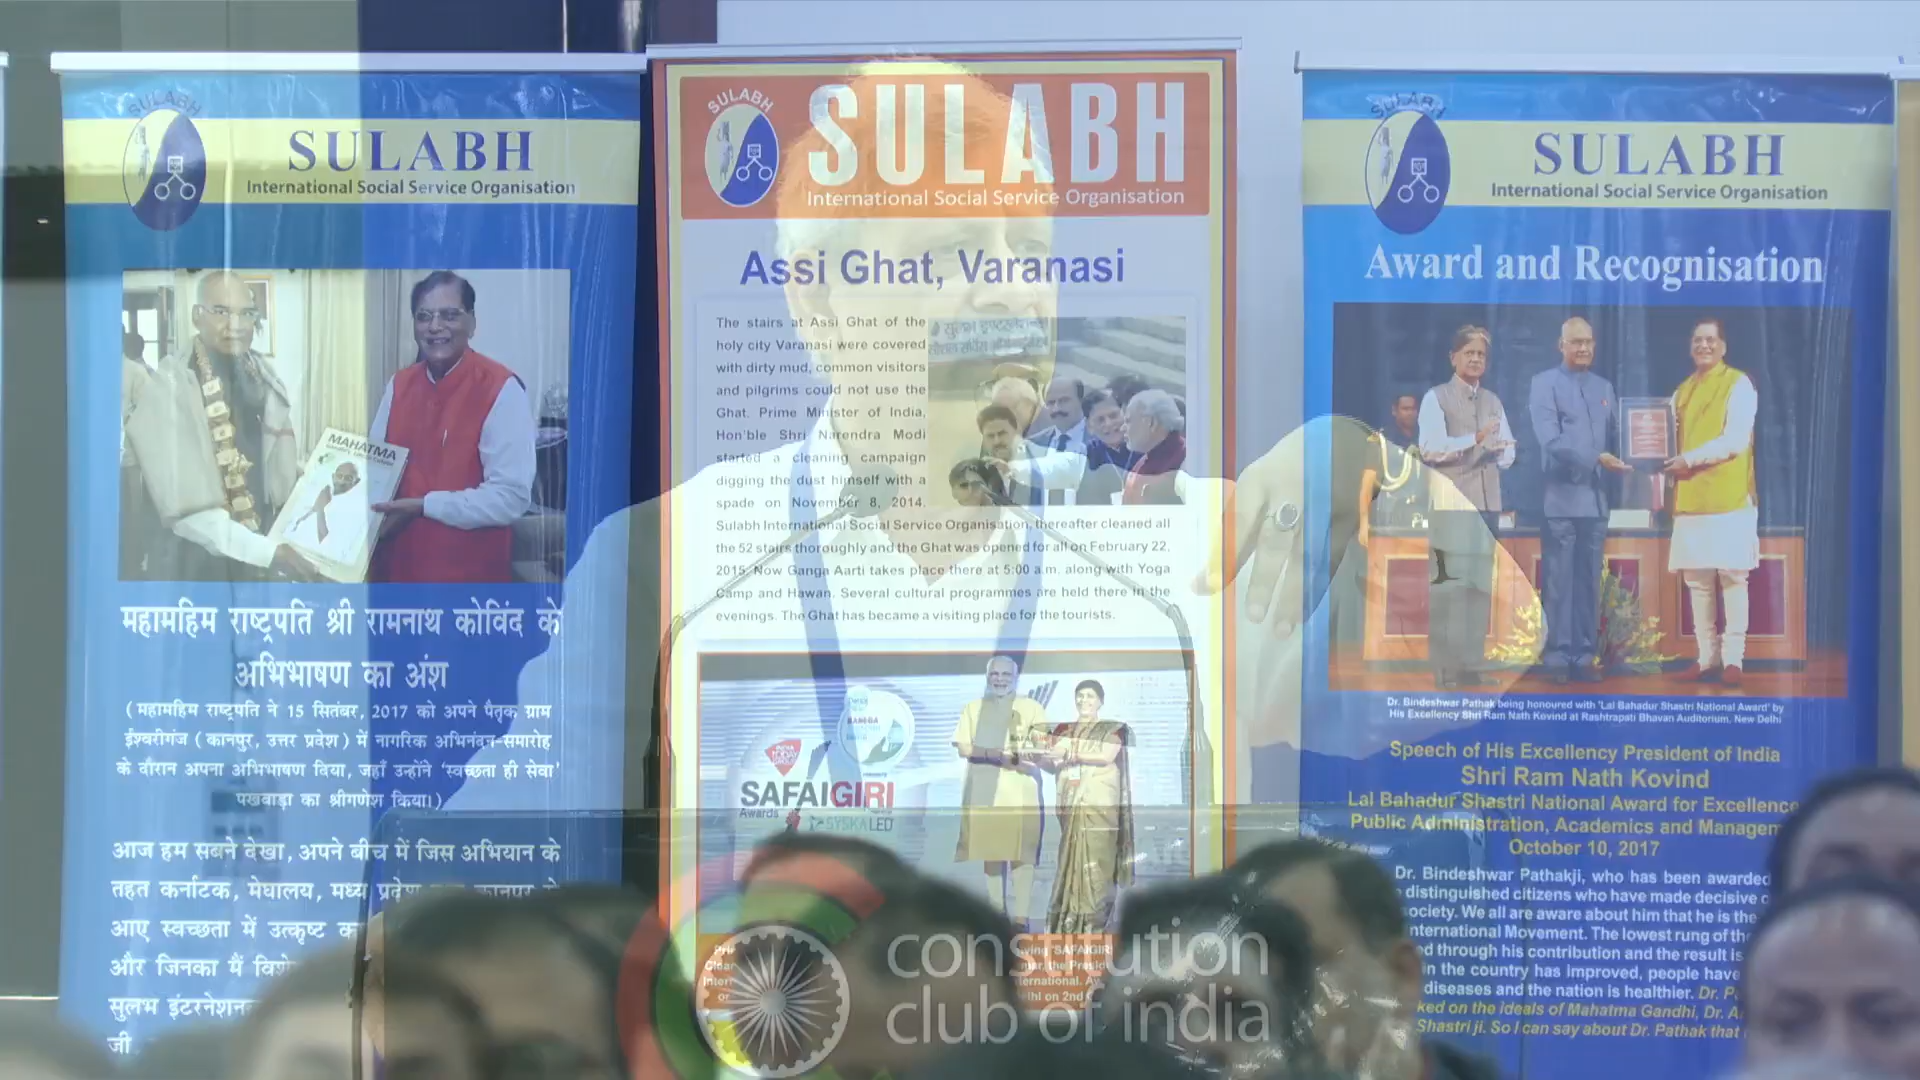 SULABH
SULABH
International Social Service Organisation
MAHATMA
महामहिम राष्ट्रपति श्री रामनाथ कोविंद के
अभिभाषण का अंश
( महामहिम राष्ट्रपति ने 15 सितंबर, 2017 को अपने पैतृक ग्राम
ईश्वरीगंज ( कानपुर, उत्तर प्रदेश ) में नागरिक अभिनंदन-समारोह
के दौरान अपना अभिभाषण दिया, जहाँ उन्होंने 'स्वच्छता ही सेवा'
पखवाड़ा का श्रीगणेश किया।)
आज हम सबने देखा, अपने बीच में जिस अभियान के
तहत कर्नाटक, मेघालय, मध्य प्रदेश
आए स्वच्छता में उत्कृष्ट
और जिनका मैं
सुलभ
जी
SULABH
SULABH
International Social Service Organisation
Assi Ghat, Varanasi
The stairs at Assi Ghat of the
holy city Varanasi were covered
with dirty mud, common visitors
and pilgrims could not use the
Ghat. Prime Minister of India,
Hon'ble Shri Narendra Modi
started a cleaning campaign
digging the dust himself with a
spade on November 8, 2014.
Sulabh International Social Service Organisation, thereafter cleaned all
the 52 stairs thoroughly and the Ghat was opened for all on February 22,
2015. Now Ganga Aarti takes place there at 5:00 a.m. along with Yoga
Camp and Hawan. Several cultural programmes are held there in the
evenings. The Ghat has became a visiting place for the tourists.
SAFAIGIRI
Awards
SYSKALED
SULABH
SULABH
International Social Service Organisation
Award and Recognisation
Dr. Bindeshwar Pathak being honoured with 'Lal Bahadur Shastri National Award' by
His Excellency Shri Ram Nath Kovind at Rashtrapati Bhavan Auditorium, New Delhi
Speech of His Excellency President of India
Shri Ram Nath Kovind
Lal Bahadur Shastri National Award for Excellence
Public Administration, Academics and
October 10, 2017
Dr. Bindeshwar Pathakji, who has been awarded
distinguished citizens who have made decisive
We all are aware about him that he is the
Movement. The lowest rung of the
through his contribution and the result is
in the country has improved, people have
diseases and the nation is healthier. Dr.
on the ideals of Mahatma Gandhi, Dr.
Shastri ji. So I can say about Dr. Pathak that
constitution
club of india